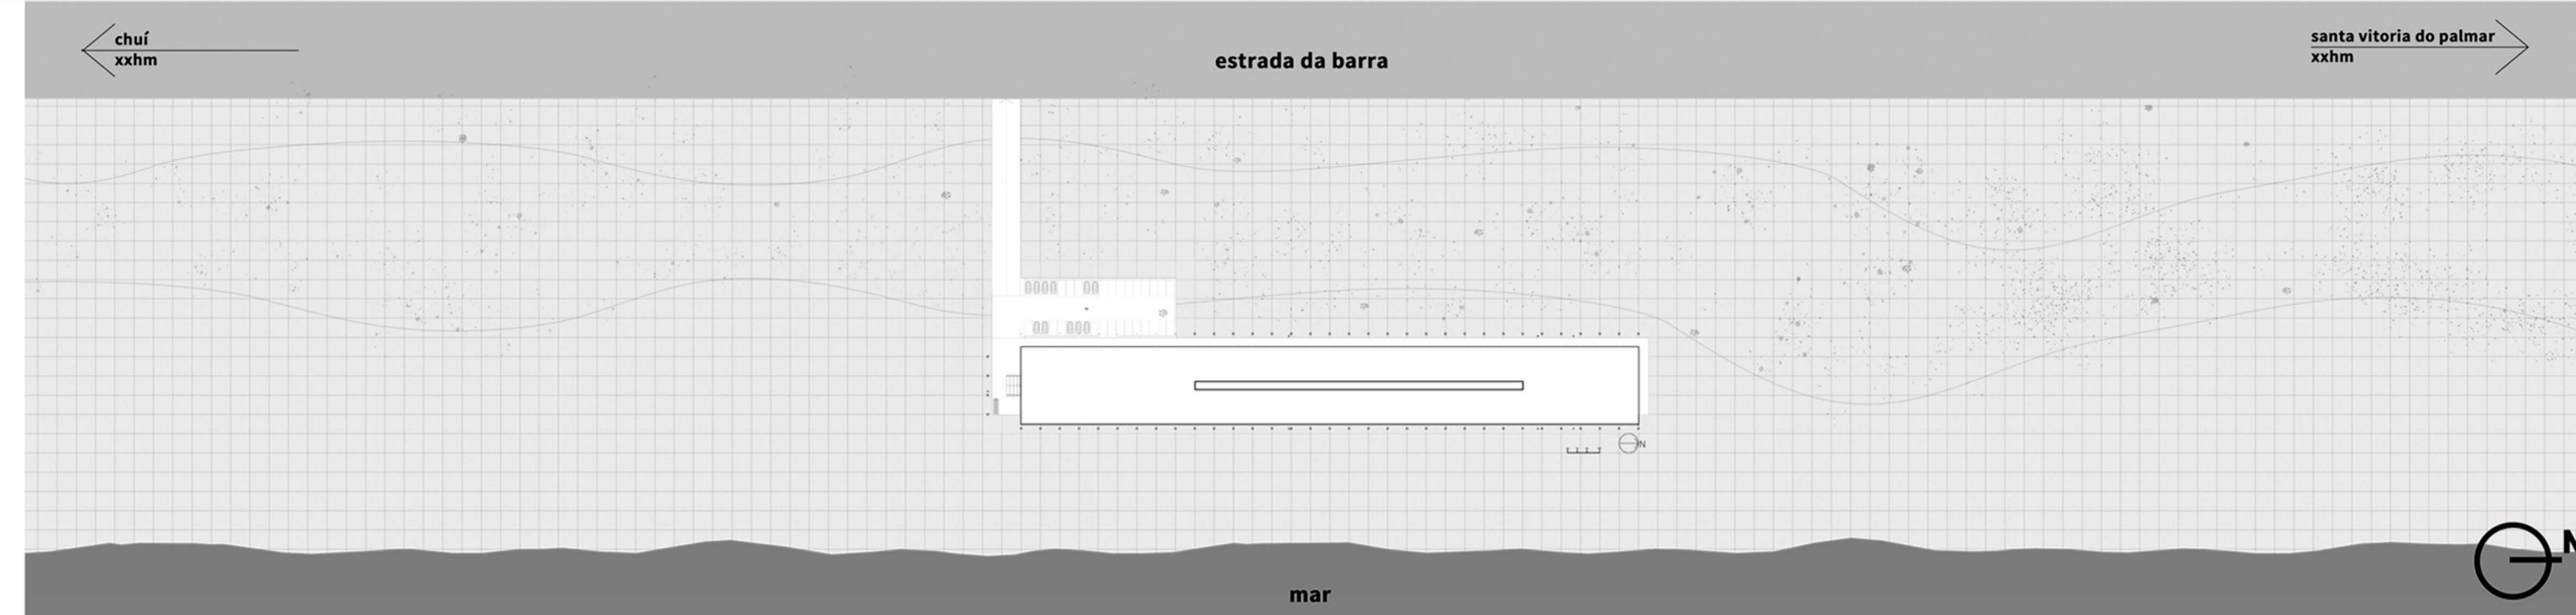 chuí
xxhm
estrada da barra
santa vitoria do palmar
xxhm
N
N
mar